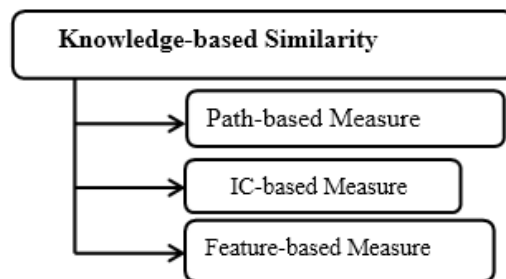 Knowledge-based Similarity
Path-based Measure
IC-based Measure
Feature-based Measure